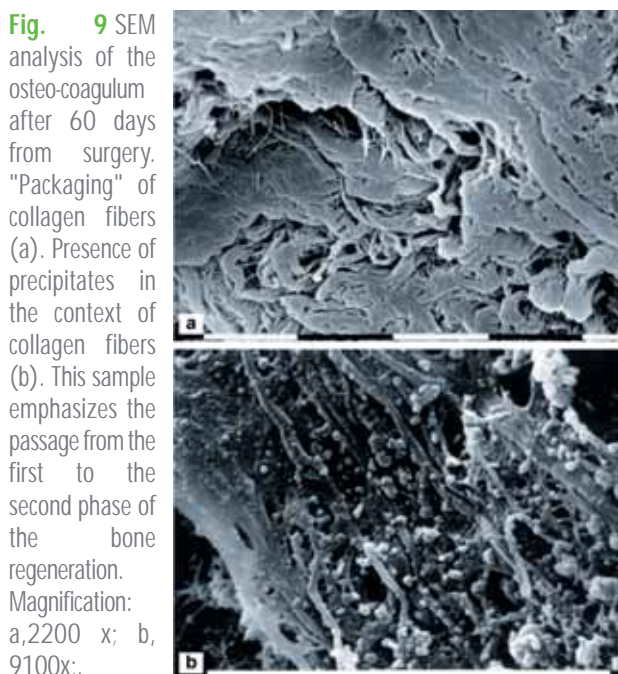 Fig. 9 SEM
analysis of the
osteo-coagulum
after 60 days
from surgery.
"Packaging" of
collagen fibers
(a). Presence of
precipitates in
the context of
collagen fibers
(b). This sample
emphasizes the
passage from the
first to the
second phase of
the bone
regeneration.
Magnification:
a,2200 x; b,
9100x;.
a
b